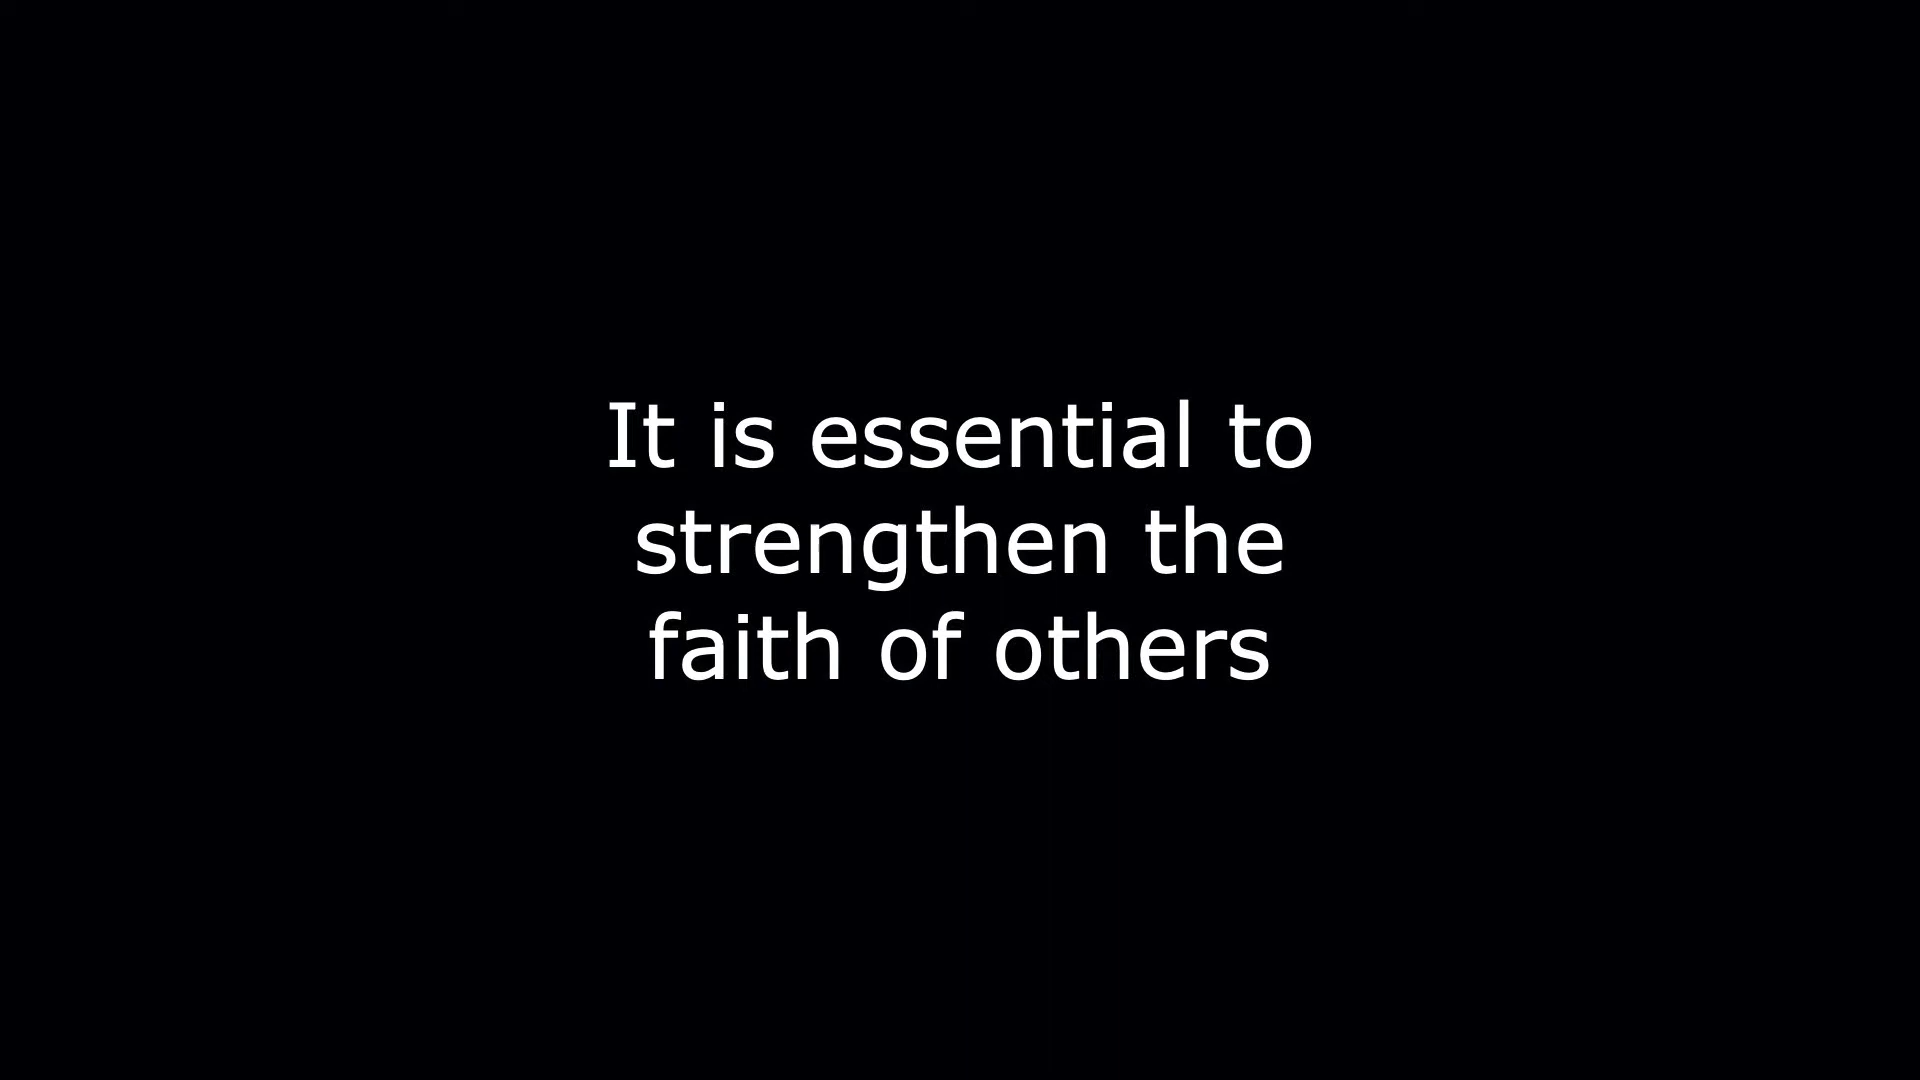 It is essential to
strengthen the
faith of others